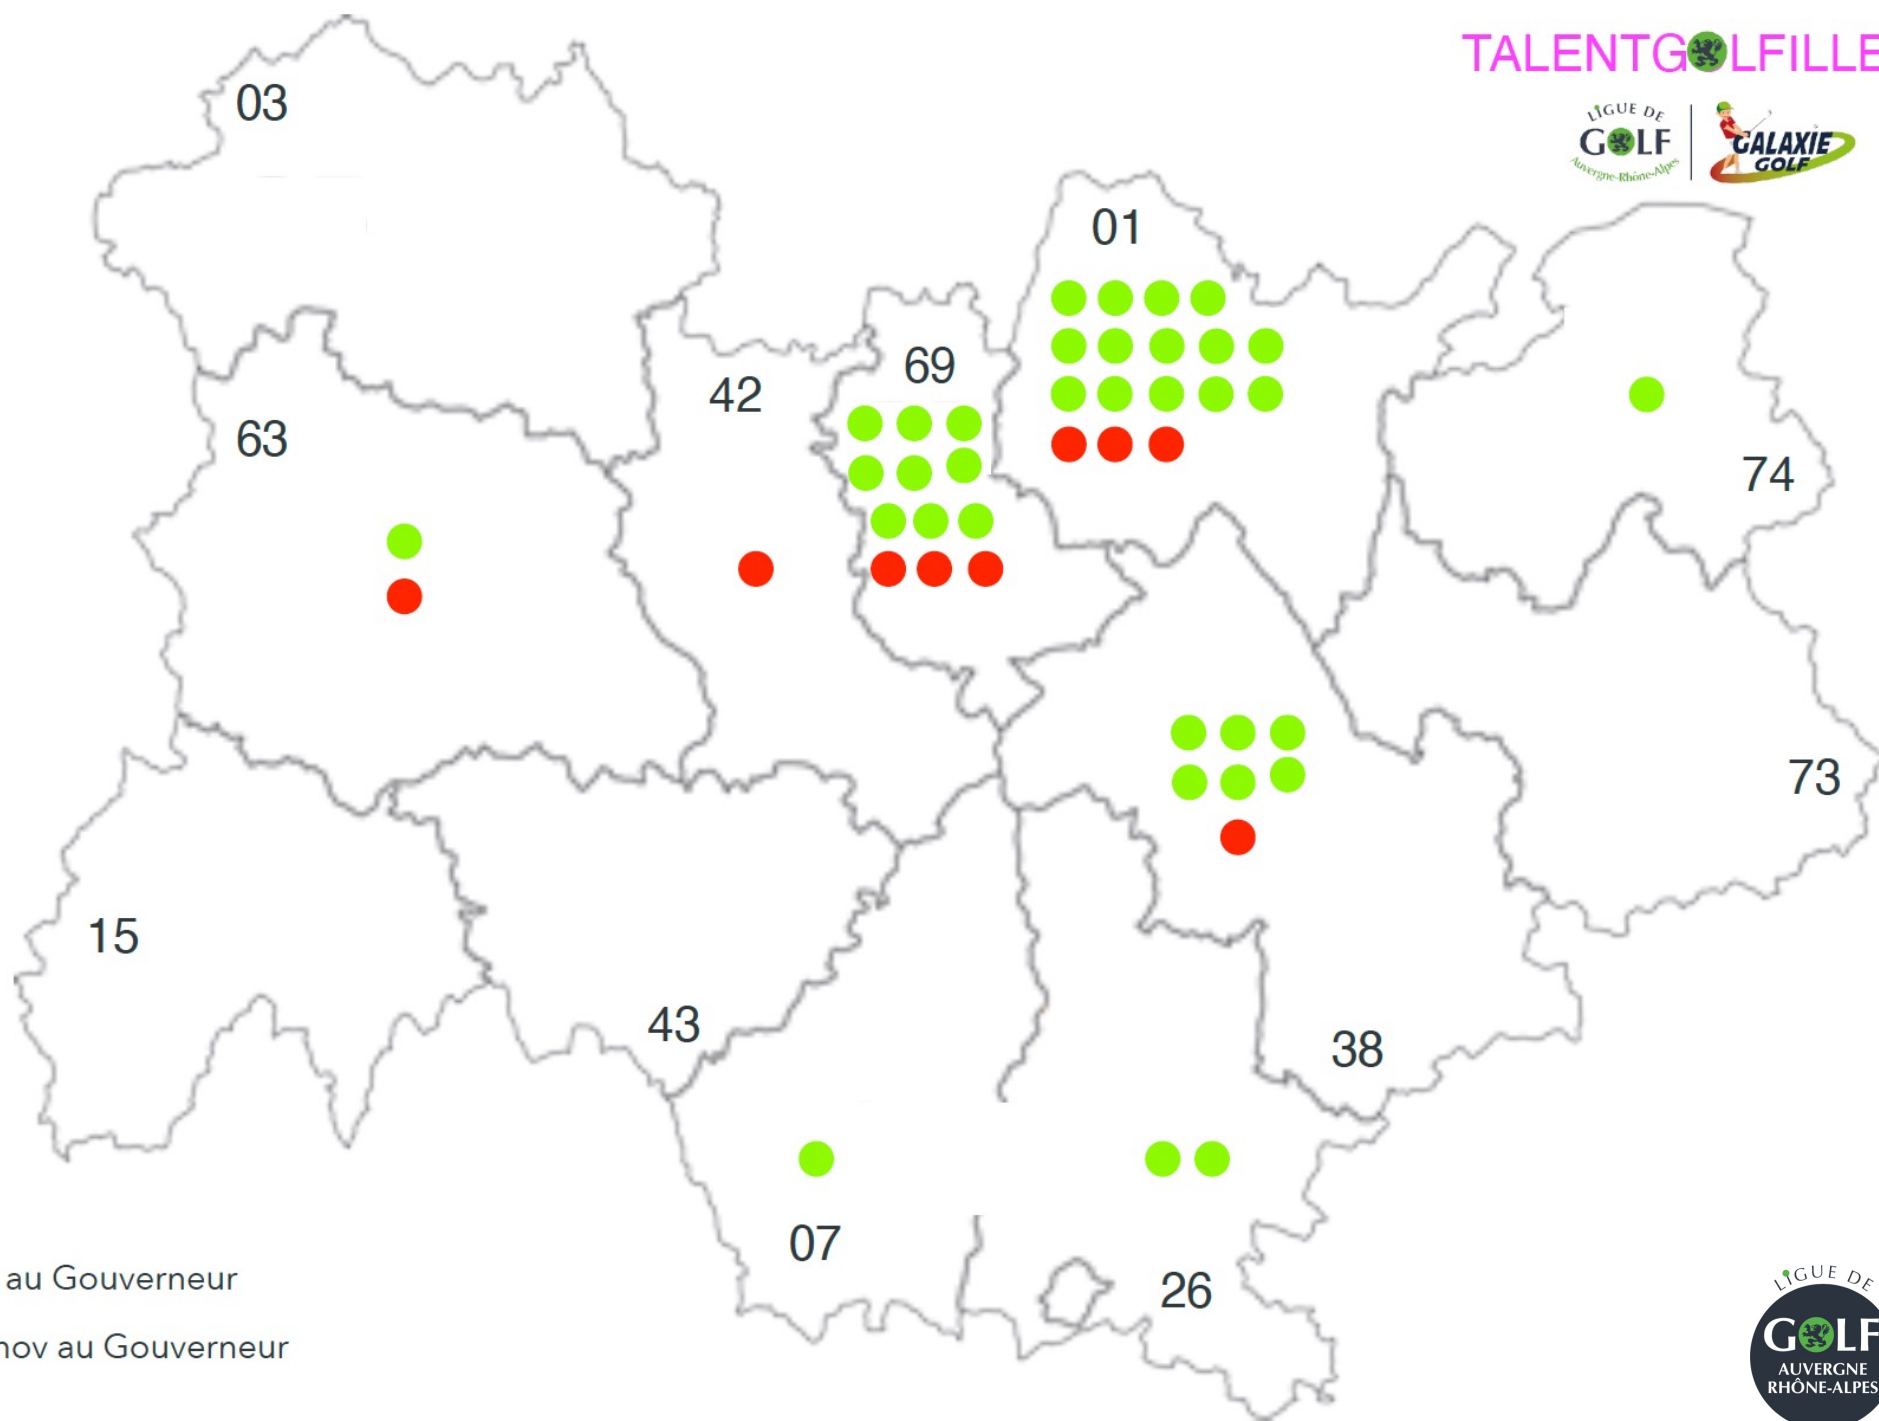 03
TALENTGOLFILLE
LIGUE DE
GOLF
Auvergne-Rhône-Alpes
GALAXIE
GOLF
01
69
42
63
74
73
15
43
38
07
26
au Gouverneur
nov au Gouverneur
LIGUE DE
GOLF
AUVERGNE
RHÔNE-ALPES